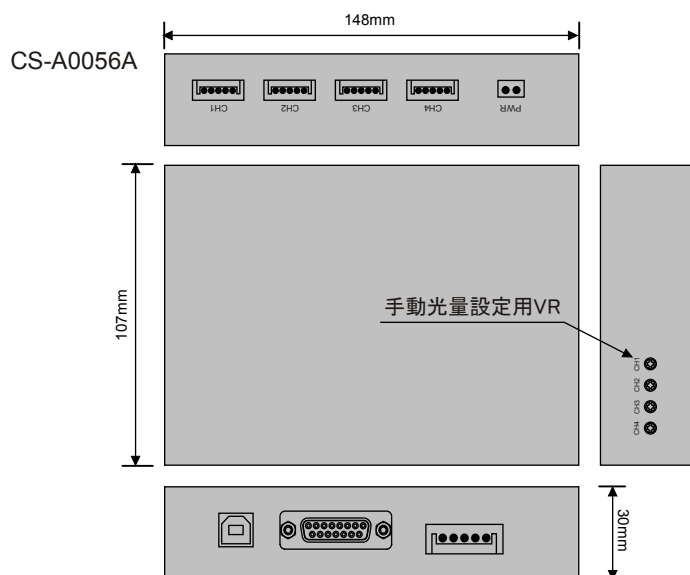 148mm
CS-A0056A
CH1 CH2 CH3 CH4 PWR
107mm
手動光量設定用VR
CH1
CH2
CH3
CH4
30mm